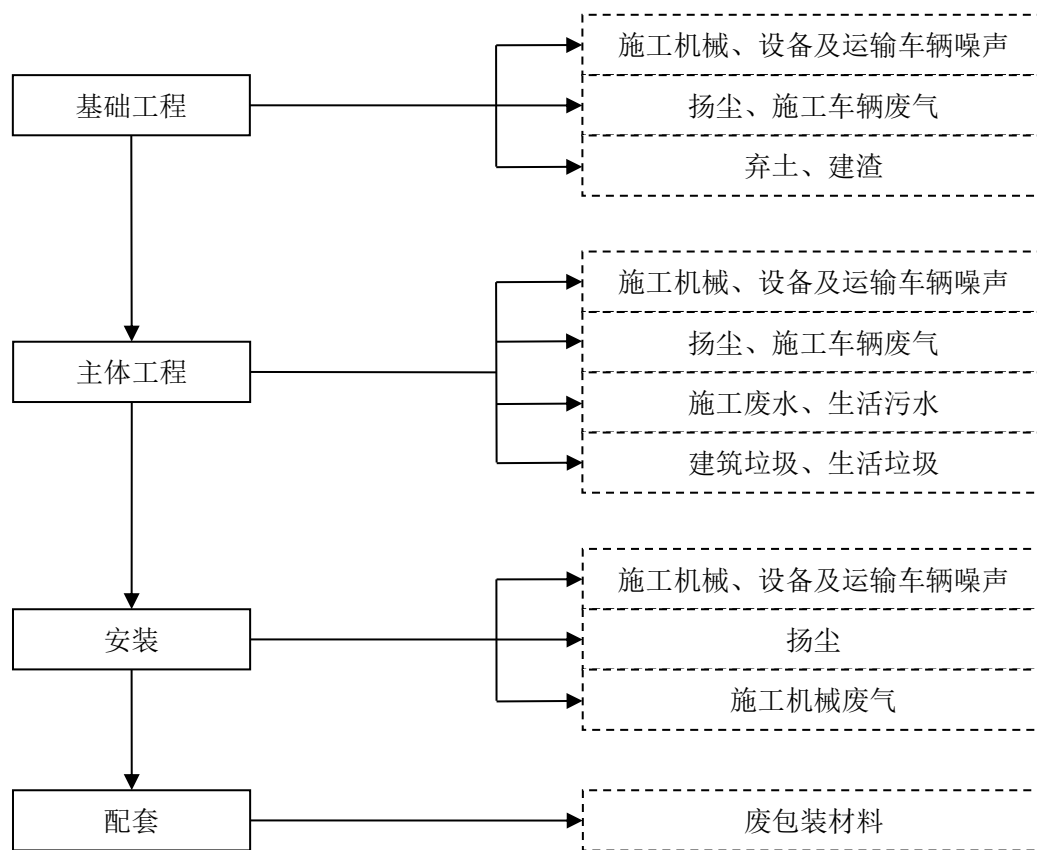 施工机械、设备及运输车辆噪声
基础工程
扬尘、施工车辆废气
弃土、建渣
施工机械、设备及运输车辆噪声
扬尘、施工车辆废气
主体工程
施工废水、生活污水
建筑垃圾、生活垃圾
施工机械、设备及运输车辆噪声
安装
扬尘
施工机械废气
配套
废包装材料